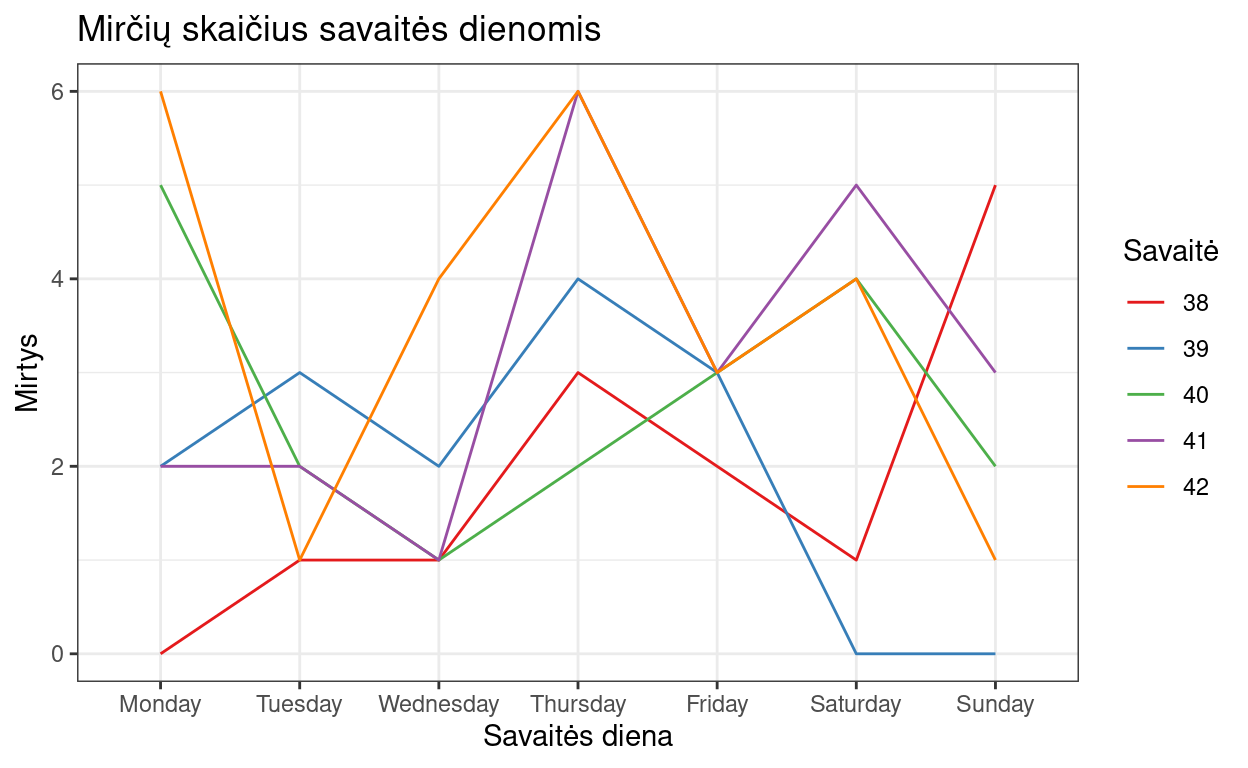 Mirčių skaičius savaitės dienomis
6
4
2
0
Mirtys
Monday Tuesday Wednesday Thursday Friday Saturday Sunday
Savaitės diena
Savaitė
38
39
40
41
42